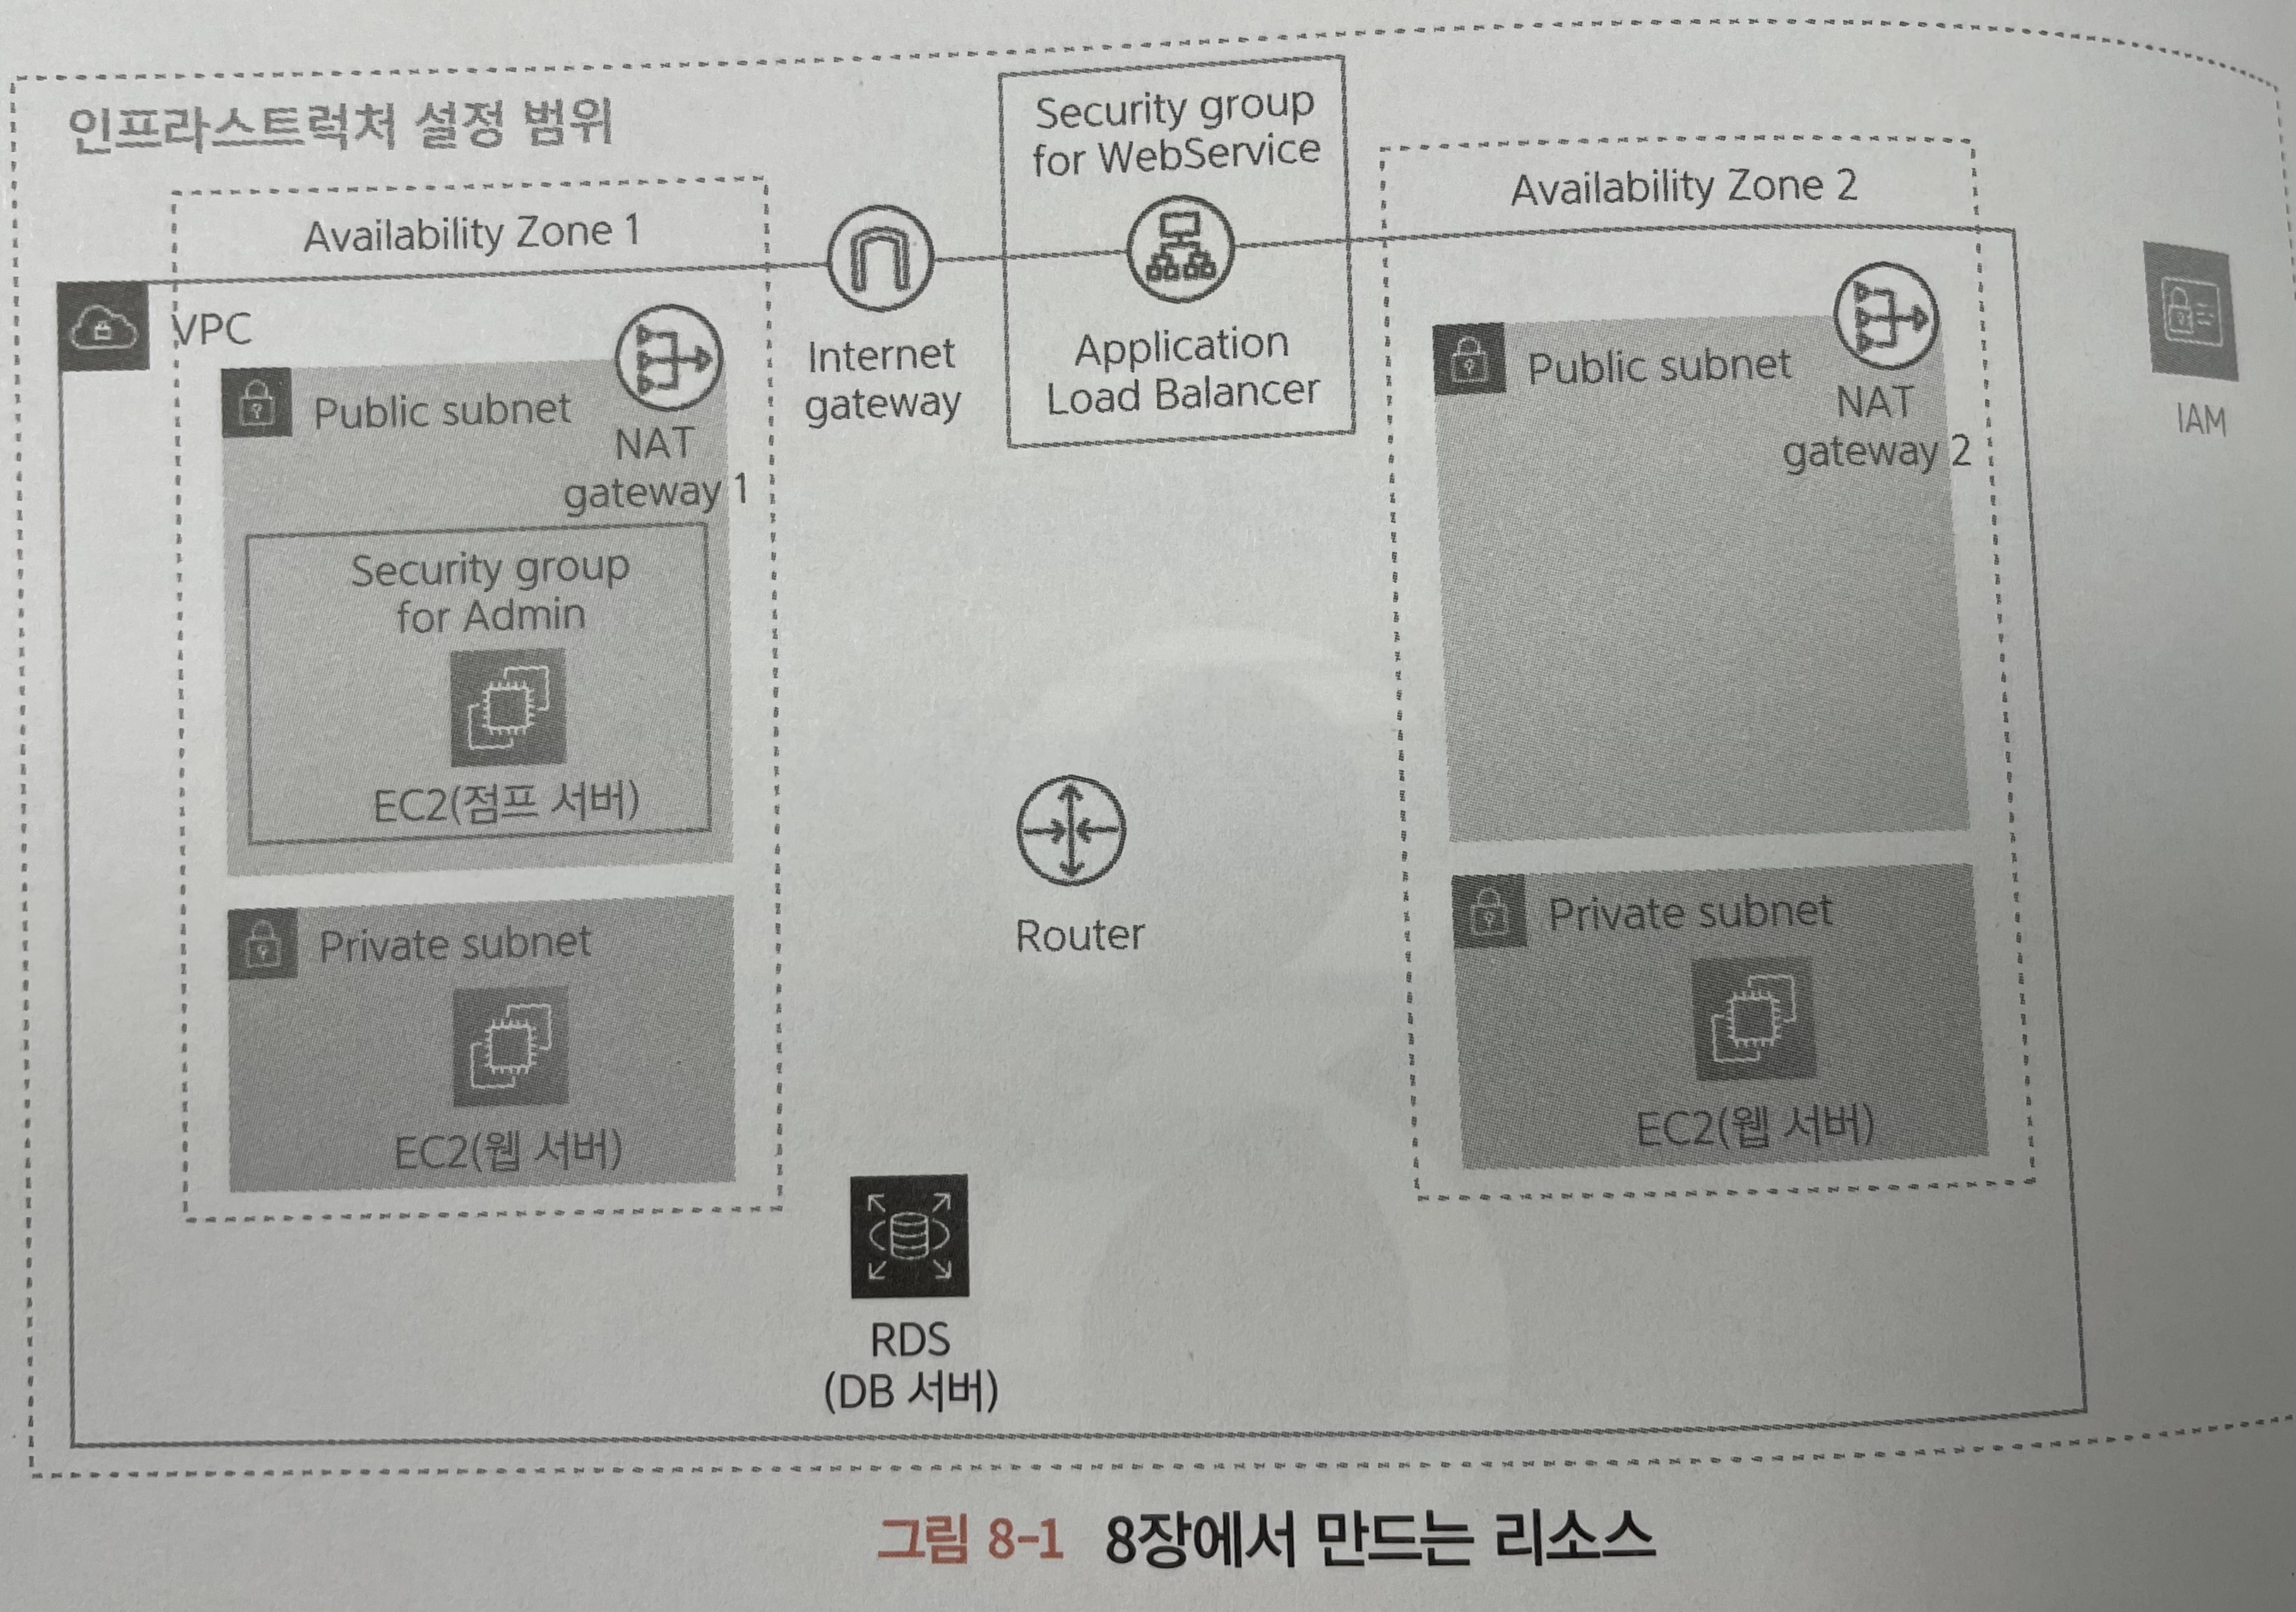 인프라스트럭처 설정 범위
Availability Zone 1
VPC
Public subnet
NAT
gateway 1
Security group
for Admin
EC2(점프 서버)
Private subnet
EC2(웹 서버)
Internet
gateway
Security group
for WebService
Application
Load Balancer
Router
RDS
(DB 서버)
Availability Zone 2
Public subnet
NAT
gateway 2
Private subnet
EC2(웹 서버)
IAM
그림 8-1 8장에서 만드는 리소스